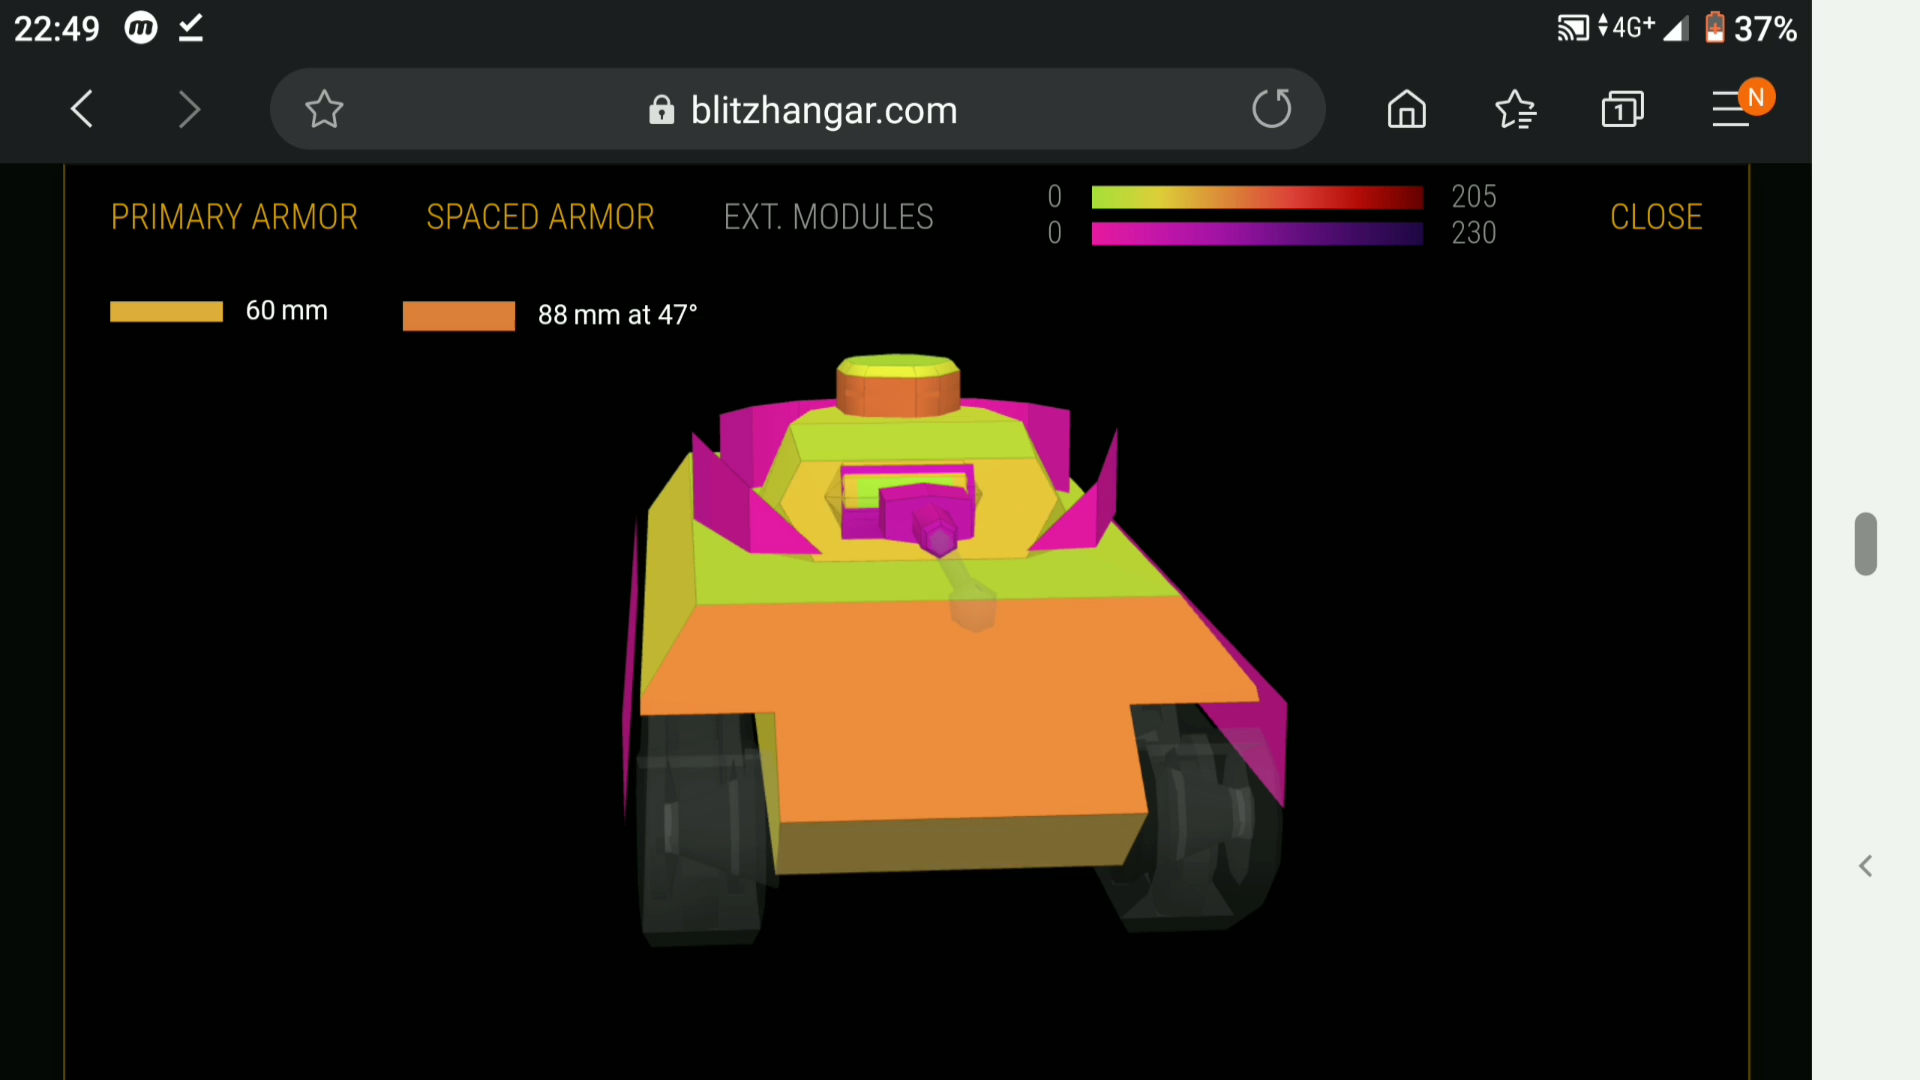 22:49 m 4G+ 37%
blitzhangar.com 1 N
PRIMARY ARMOR SPACED ARMOR EXT. MODULES 0 205 CLOSE
0 230
60 mm 88 mm at 47°